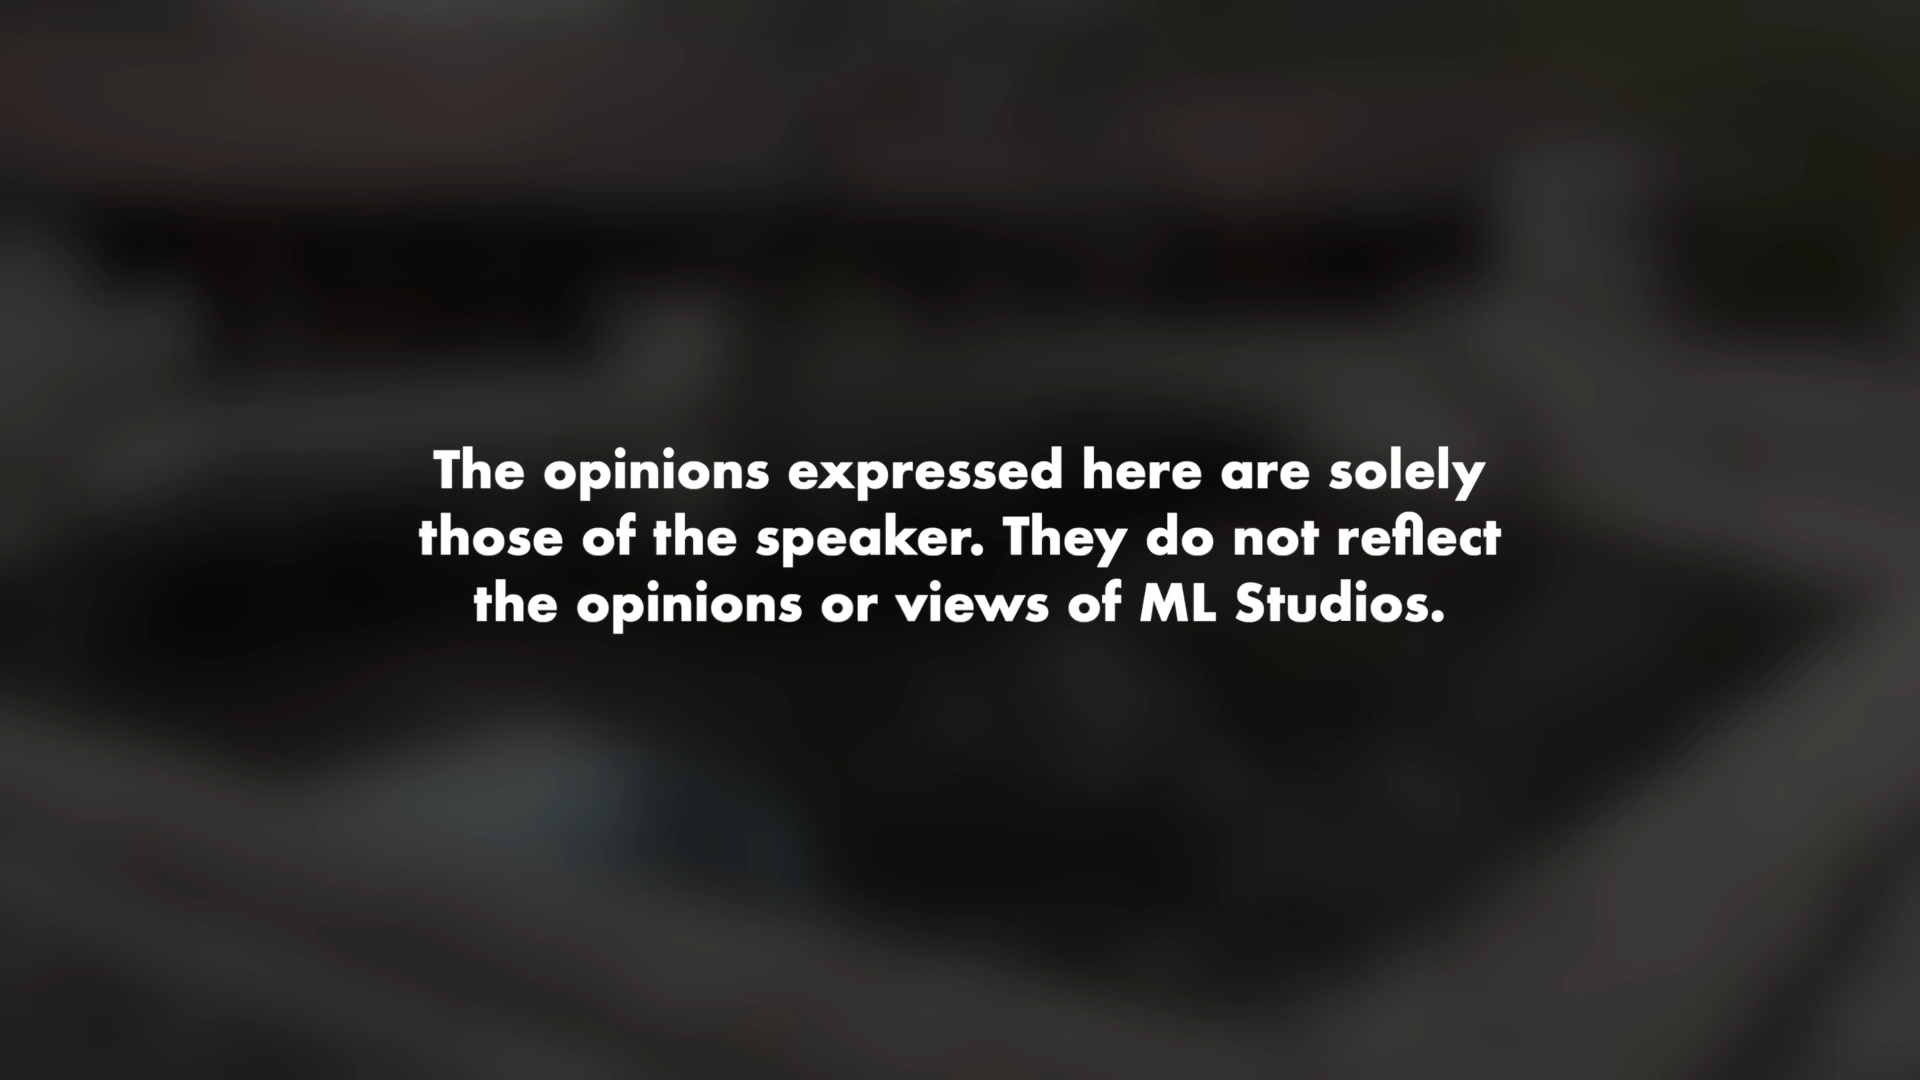 The opinions expressed here are solely
those of the speaker. They do not reflect
the opinions or views of ML Studios.